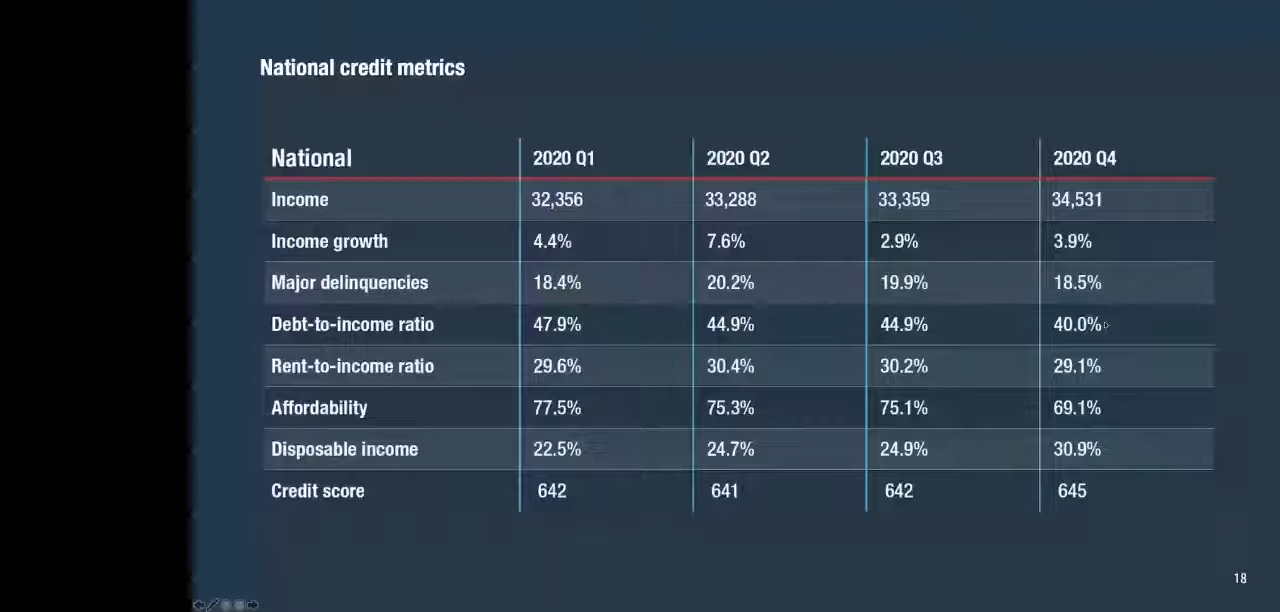 National credit metrics
National 2020 Q1 2020 Q2 2020 Q3 2020 Q4
Income 32,356 33,288 33,359 34,531
Income growth 4.4% 7.6% 2.9% 3.9%
Major delinquencies 18.4% 20.2% 19.9% 18.5%
Debt-to-income ratio 47.9% 44.9% 44.9% 40.0%
Rent-to-income ratio 29.6% 30.4% 30.2% 29.1%
Affordability 77.5% 75.3% 75.1% 69.1%
Disposable income 22.5% 24.7% 24.9% 30.9%
Credit score 642 641 642 645
18